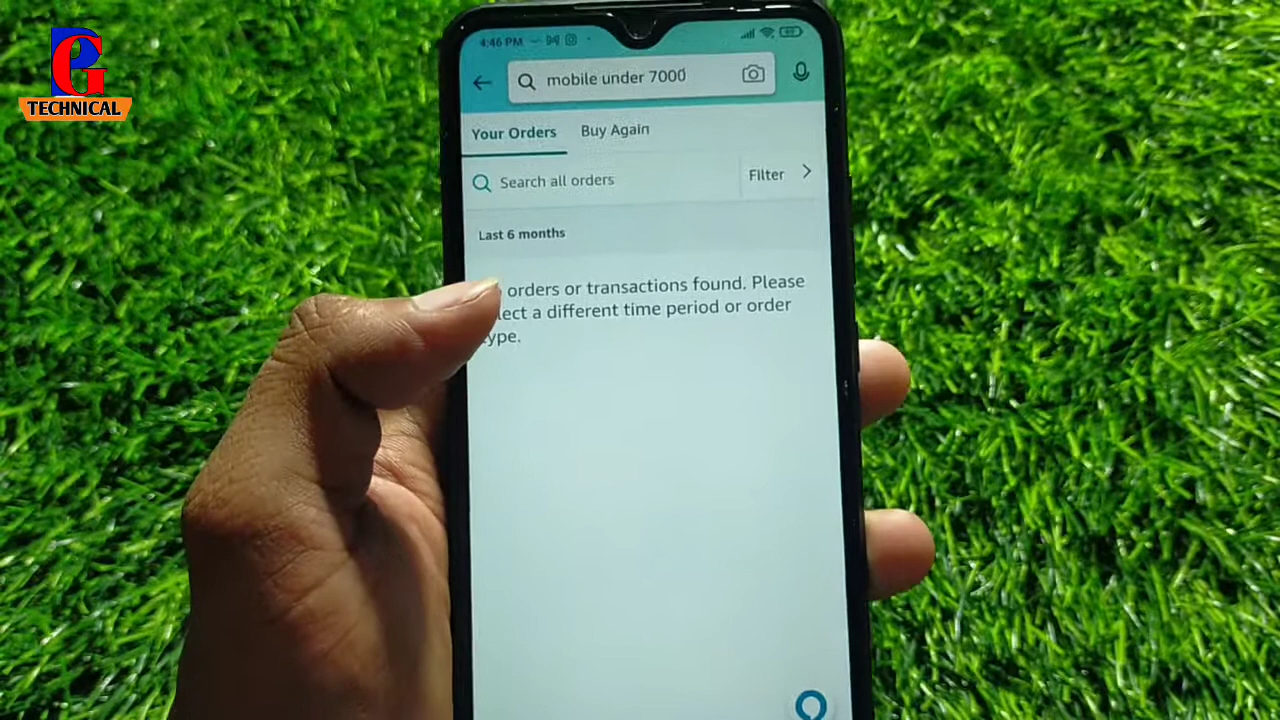 PG
TECHNICAL
4:46 PM
mobile under 7000
Your Orders Buy Again
Search all orders Filter
Last 6 months
orders or transactions found. Please
lect a different time period or order
ype.